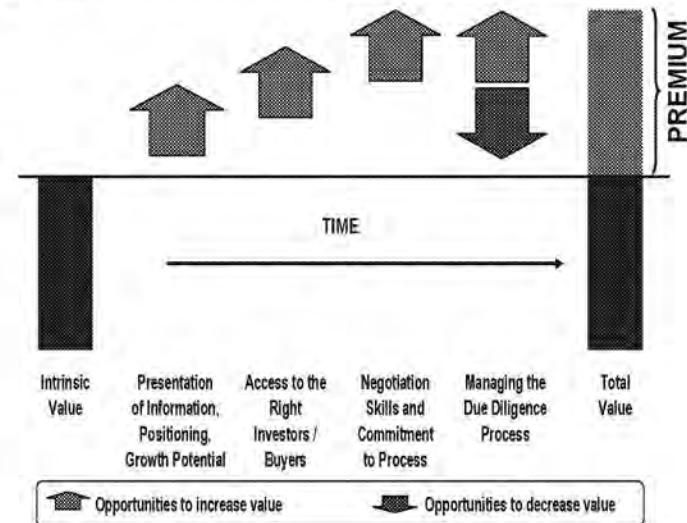 PREMIUM
TIME
Intrinsic
Value
Presentation
of Information,
Positioning,
Growth Potential
Access to the
Right
Investors /
Buyers
Negotiation
Skills and
Commitment
to Process
Managing the
Due Diligence
Process
Total
Value
Opportunities to increase value
Opportunities to decrease value